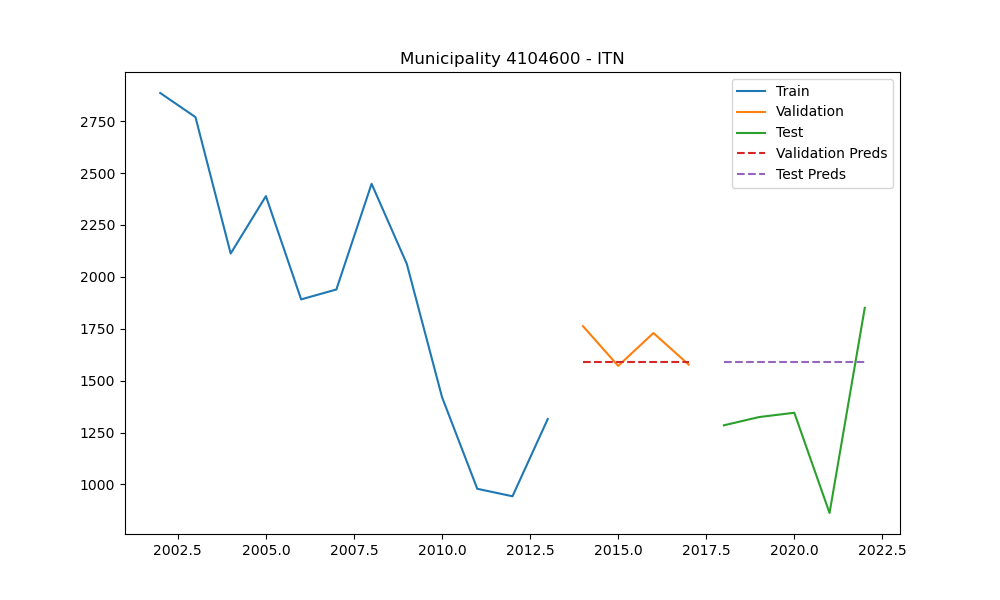 Municipality 4104600 - ITN
Train
Validation
Test
Validation Preds
Test Preds
2750
2500
2250
2000
1750
1500
1250
1000
2002.5 2005.0 2007.5 2010.0 2012.5 2015.0 2017.5 2020.0 2022.5